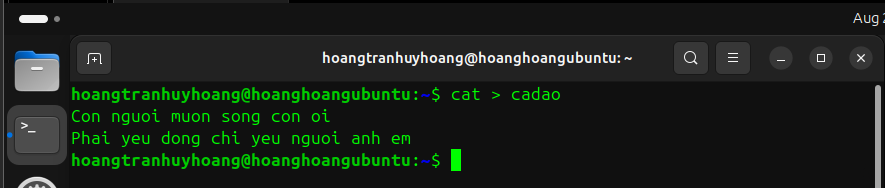 Aug 2
hoangtranhuyhoang@hoanghoangubuntu: ~
hoangtranhuyhoang@hoanghoangubuntu:~$ cat > cadao
Con nguoi muon song con oi
Phai yeu dong chi yeu nguoi anh em
hoangtranhuyhoang@hoanghoangubuntu:~$